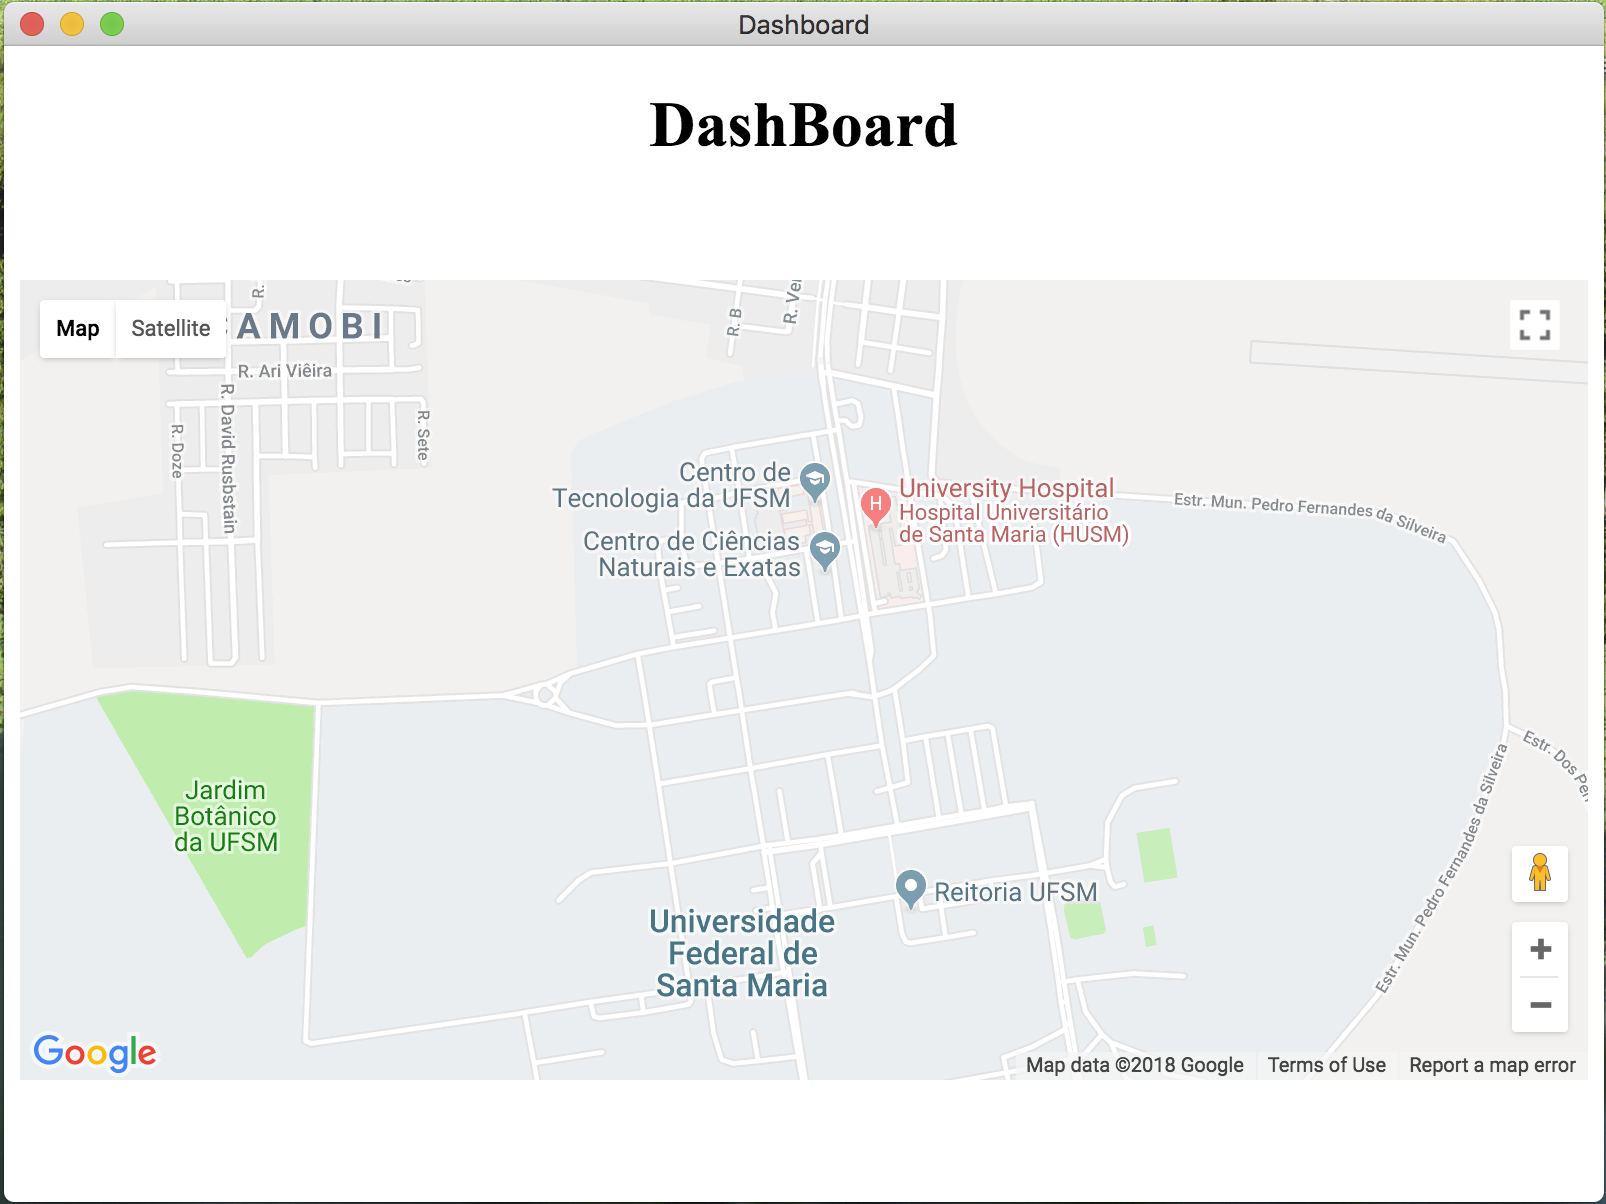 Dashboard
DashBoard
Map
Satellite
AMOBI
R.
R. Ari Viêira
R. David Rusbstain
R. Doze
R. Sete
R. B
R. Ve
Centro de
Tecnologia da UFSM
Centro de Ciências
Naturais e Exatas
H
University Hospital
Hospital Universitário
de Santa Maria (HUSM)
Estr. Mun. Pedro Fernandes da Silveira
Estr. Dos Per
Estr. Mun. Pedro Fernandes da Silveira
Jardim
Botânico
da UFSM
Reitoria UFSM
Universidade
Federal de
Santa Maria
+
−
Google
Map data ©2018 Google
Terms of Use
Report a map error